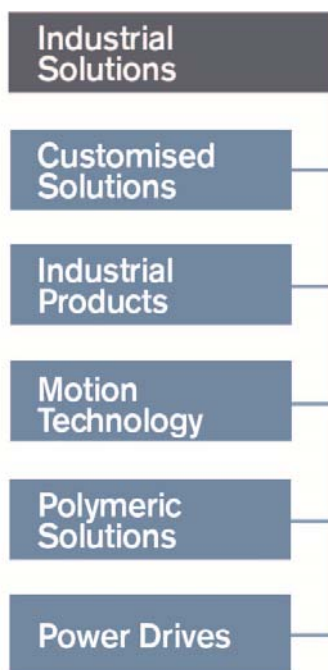 Industrial
Solutions
Customised
Solutions
Industrial
Products
Motion
Technology
Polymeric
Solutions
Power Drives